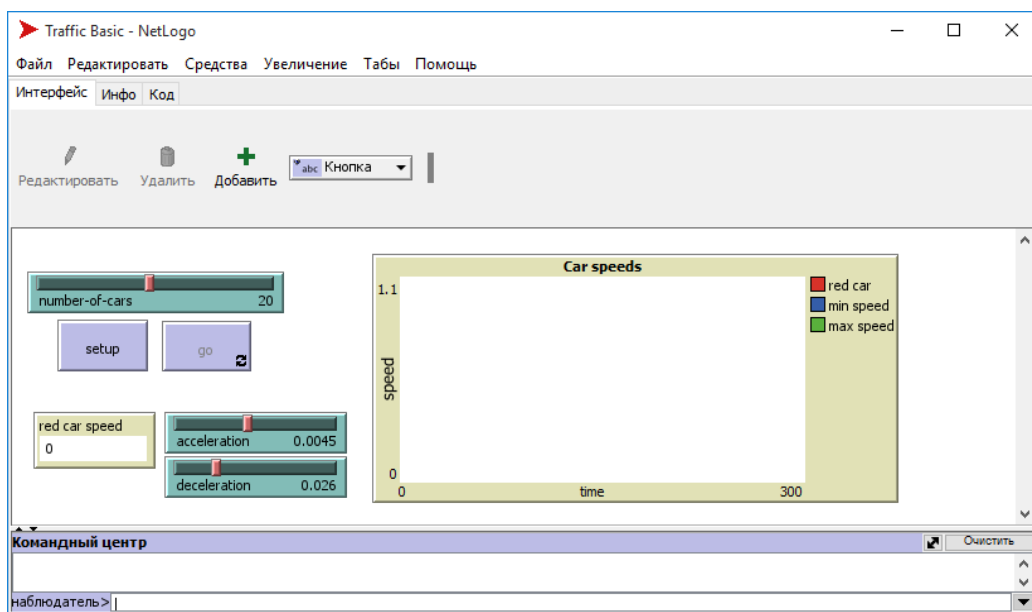 Traffic Basic - NetLogo
Файл Редактировать Средства Увеличение Табы Помощь
Интерфейс Инфо Код
Редактировать Удалить Добавить abc Кнопка
number-of-cars 20
setup go
red car speed
0
acceleration 0.0045
deceleration 0.026
Car speeds
1.1
speed
0
0 time 300
red car
min speed
max speed
Командный центр Очистить
наблюдатель>